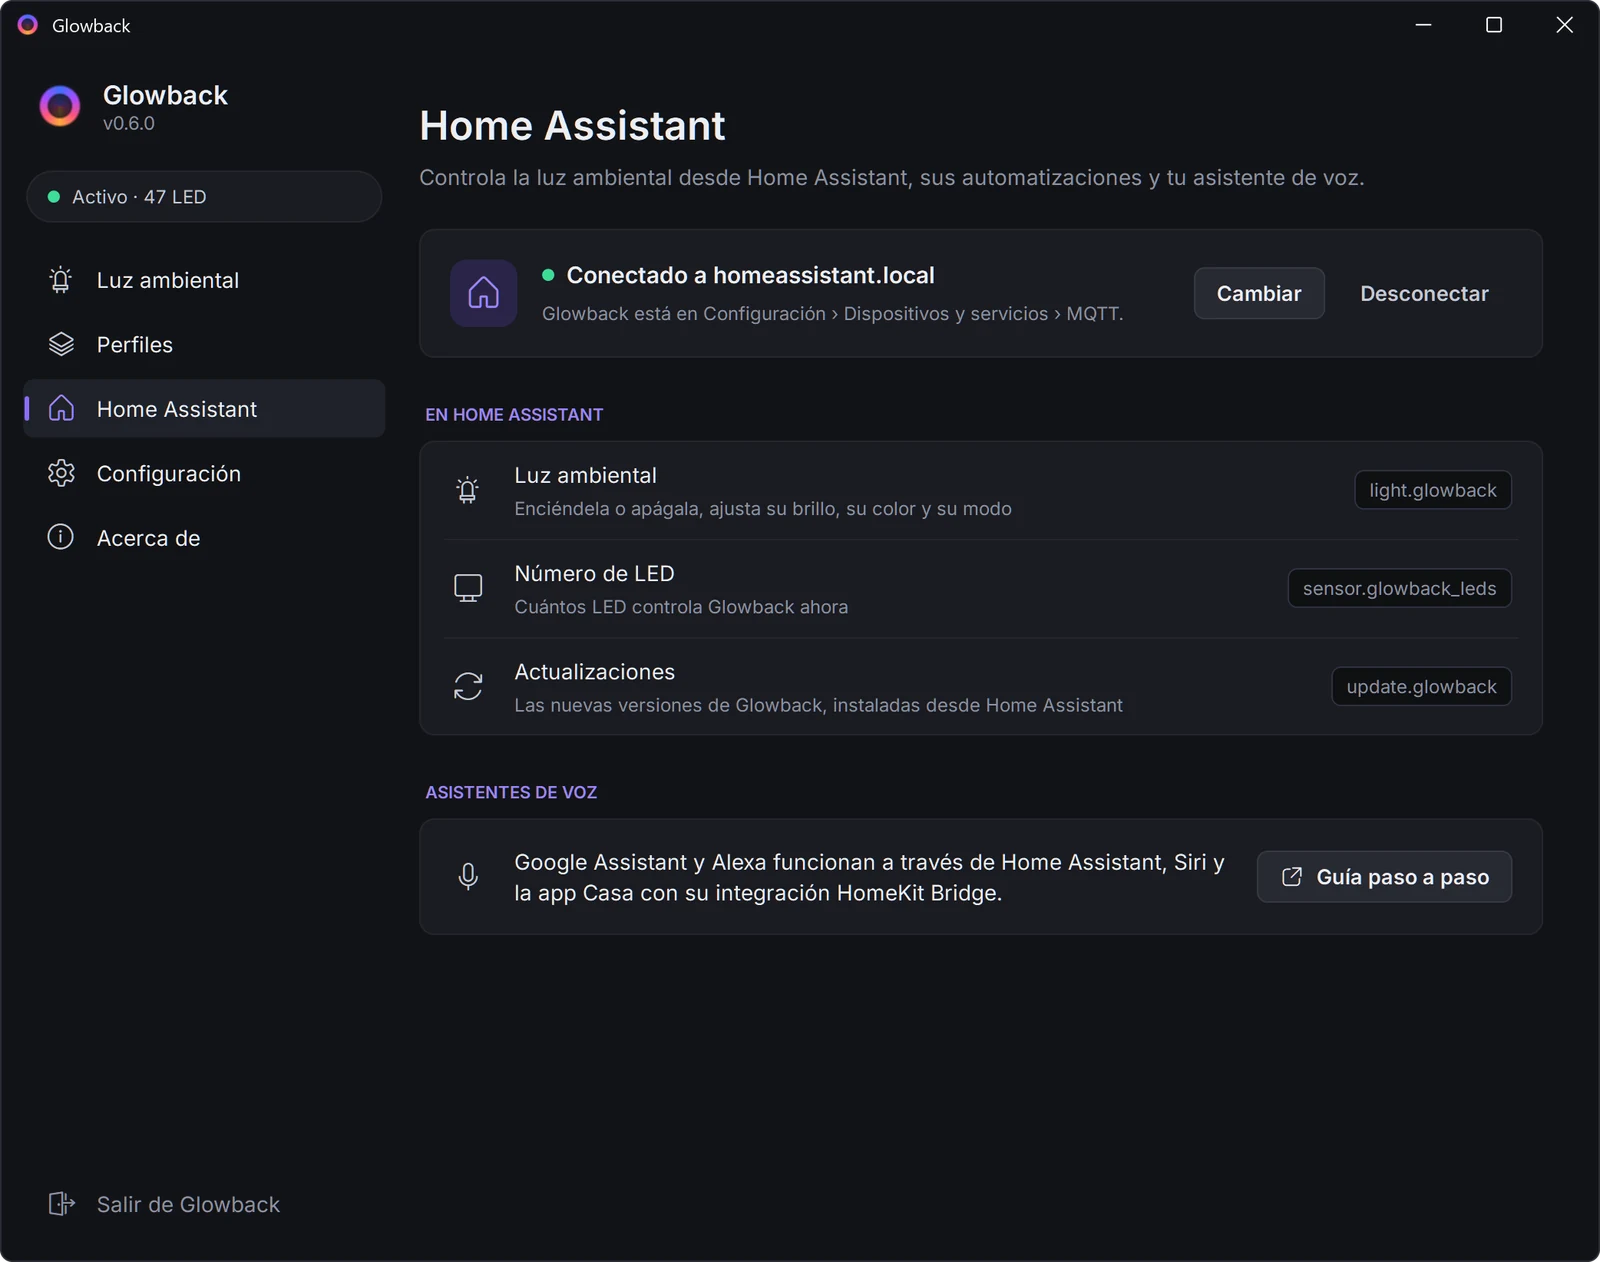 Glowback
Glowback
v0.6.0
Activo · 47 LED
Luz ambiental
Perfiles
Home Assistant
Configuración
Acerca de
Salir de Glowback
Home Assistant
Controla la luz ambiental desde Home Assistant, sus automatizaciones y tu asistente de voz.
Conectado a homeassistant.local
Glowback está en Configuración › Dispositivos y servicios › MQTT.
Cambiar
Desconectar
EN HOME ASSISTANT
Luz ambiental
Enciéndela o apágala, ajusta su brillo, su color y su modo
light.glowback
Número de LED
Cuántos LED controla Glowback ahora
sensor.glowback_leds
Actualizaciones
Las nuevas versiones de Glowback, instaladas desde Home Assistant
update.glowback
ASISTENTES DE VOZ
Google Assistant y Alexa funcionan a través de Home Assistant, Siri y
la app Casa con su integración HomeKit Bridge.
Guía paso a paso